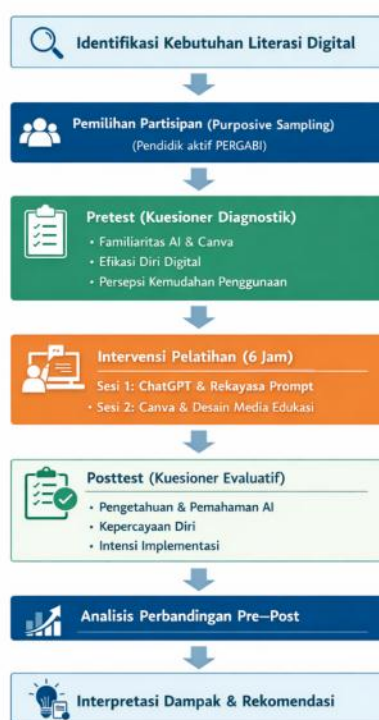 Identifikasi Kebutuhan Literasi Digital
Pemilihan Partisipan (Purposive Sampling)
(Pendidik aktif PERGABI)
Pretest (Kuesioner Diagnostik)
• Familiaritas AI & Canva
• Efikasi Diri Digital
• Persepsi Kemudahan Penggunaan
Intervensi Pelatihan (6 Jam)
Sesi 1: ChatGPT & Rekayasa Prompt
• Sesi 2: Canva & Desain Media Edukasi
Posttest (Kuesioner Evaluatif)
• Pengetahuan & Pemahaman AI
• Kepercayaan Diri
• Intensi Implementasi
Analisis Perbandingan Pre–Post
Interpretasi Dampak & Rekomendasi